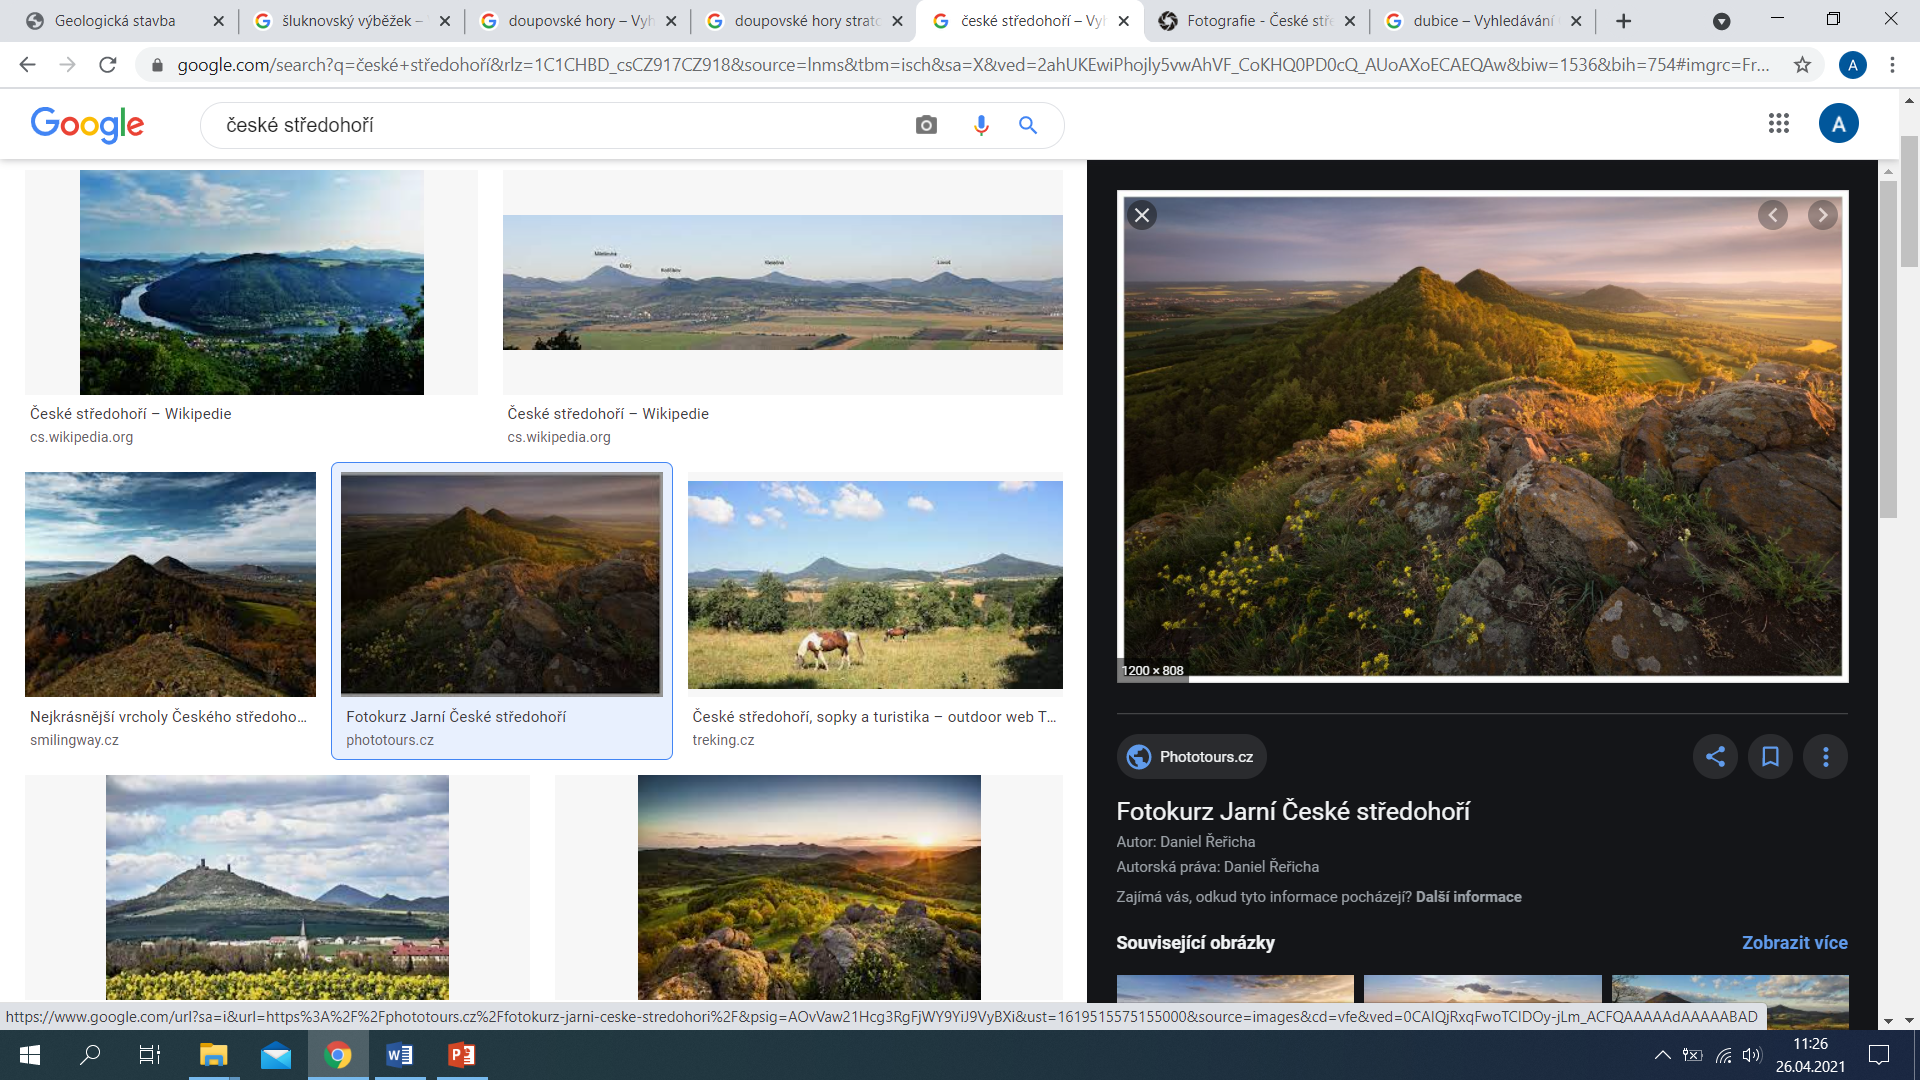 Geologická stavba
šluknovský výběžek –
doupovské hory – Vyh
doupovské hory strato
české středohoří – Vyh
Fotografie - České stře
dubice – Vyhledávání
google.com/search?q=české+středohoří&rlz=1C1CHBD_csCZ917CZ918&source=lnms&tbm=isch&sa=X&ved=2ahUKEwiPhojly5vwAhVF_CoKHQ0PD0cQ_AUoAXoECAEQAw&biw=1536&bih=754#imgrc=Fr...
A
Google
české středohoří
A
Milešovka
Ostrý
Lovoš
České středohoří – Wikipedie
cs.wikipedia.org
České středohoří – Wikipedie
cs.wikipedia.org
Nejkrásnější vrcholy Českého středoho...
smilingway.cz
Fotokurz Jarní České středohoří
phototours.cz
České středohoří, sopky a turistika – outdoor web T...
treking.cz
1200 × 808
Phototours.cz
Fotokurz Jarní České středohoří
Autor: Daniel Řeřicha
Autorská práva: Daniel Řeřicha
Zajímá vás, odkud tyto informace pocházejí? Další informace
Související obrázky
Zobrazit více
https://www.google.com/url?sa=i&url=https%3A%2F%2Fphototours.cz%2Ffotokurz-jarni-ceske-stredohori%2F&psig=AOvVaw21Hcg3RgFjWY9YiJ9VyBXi&ust=1619515575155000&source=images&cd=vfe&ved=0CAIQjRxqFwoTCIDOy-jLm_ACFQAAAAAdAAAAABAD
11:26
26.04.2021